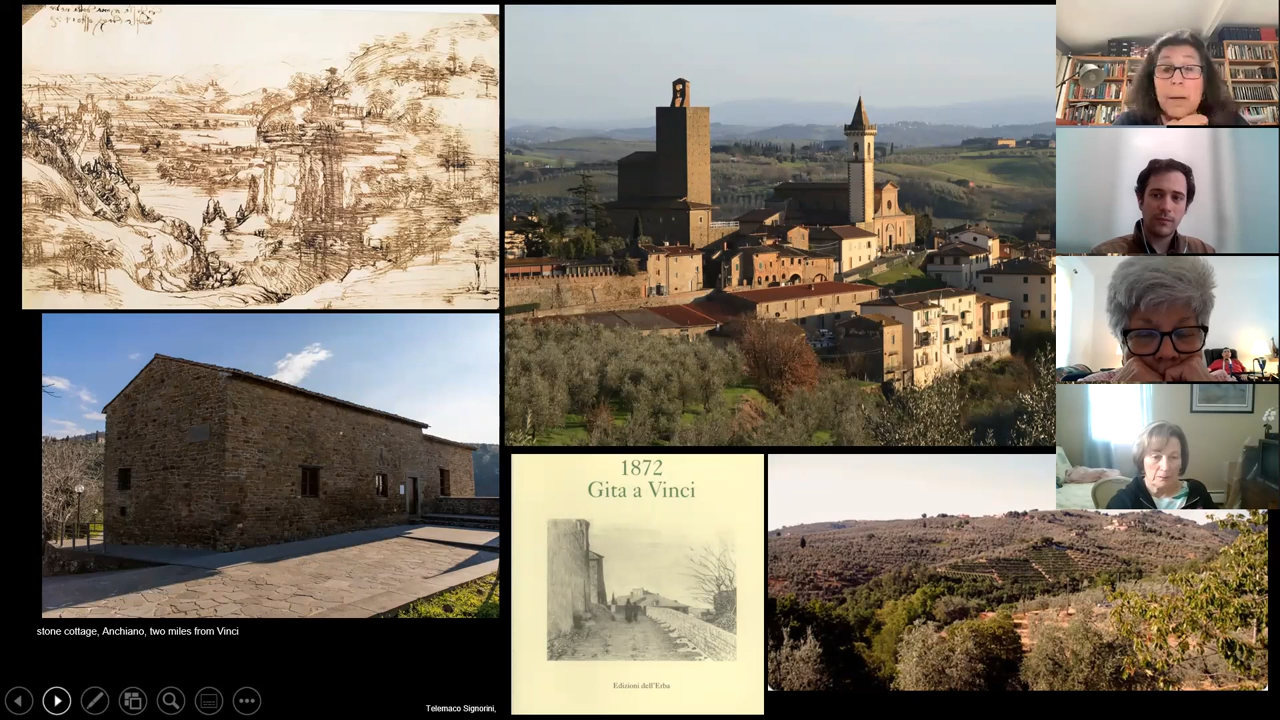 stone cottage, Anchiano, two miles from Vinci
1872
Gita a Vinci
Edizioni dell'Erba
Telemaco Signorini,